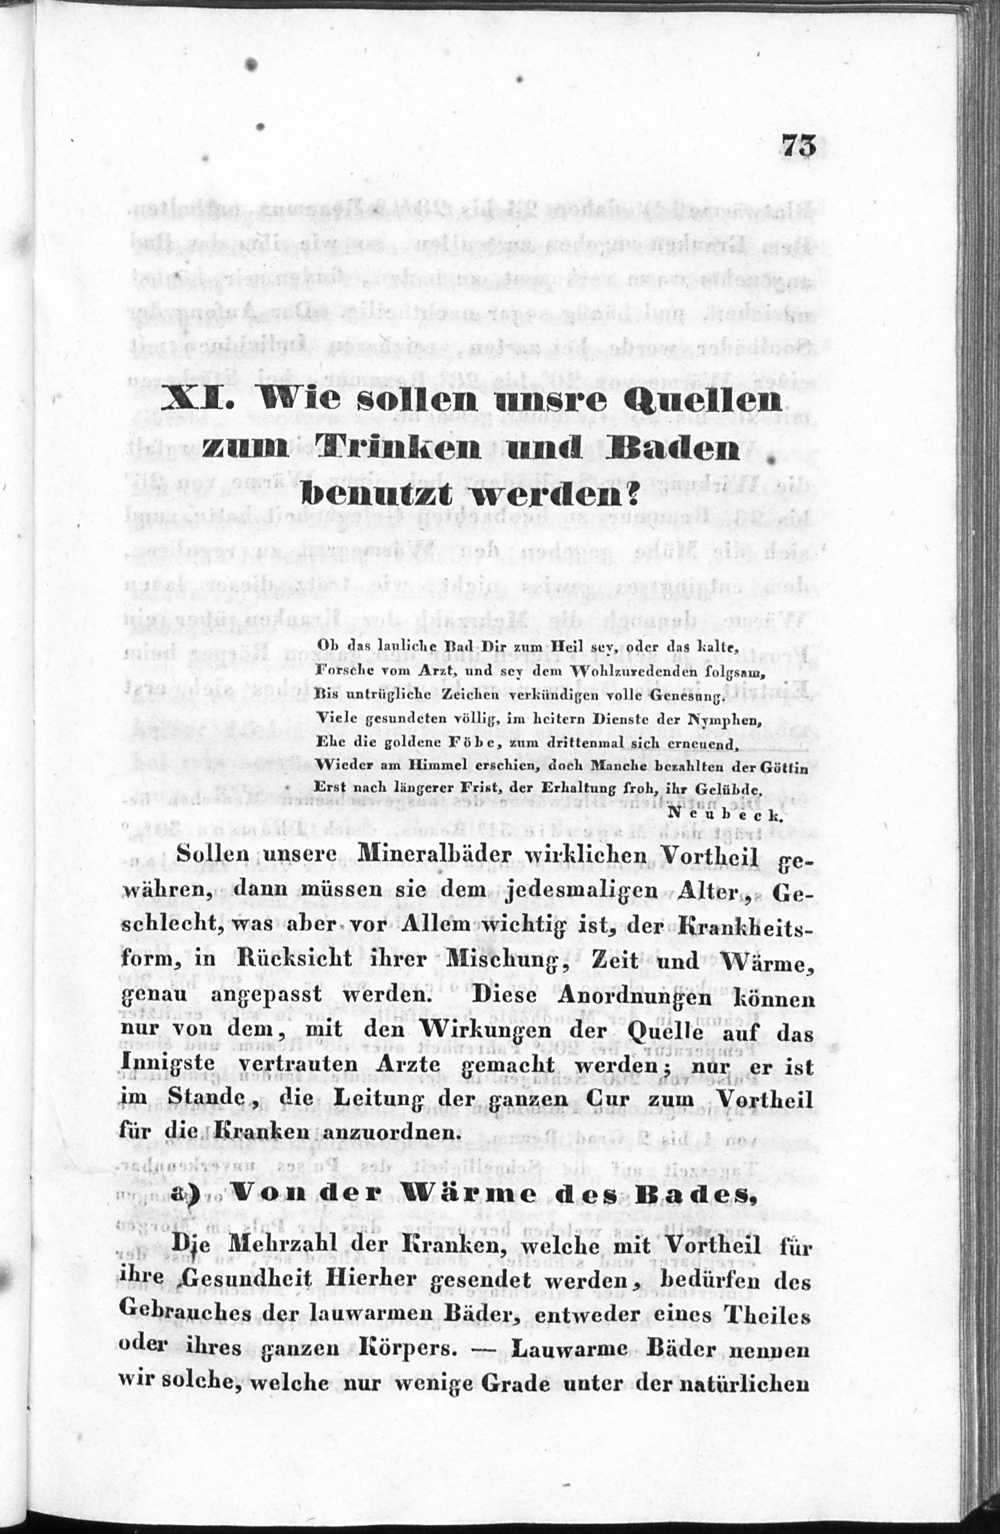 73
XI. Wie sollen unsre Quellen
zum Trinken und Baden
benutzt werden?
Ob das lauliche Bad Dir zum Heil sey, oder das kalte,
Forsche vom Arzt, und sey dem Wohlzuredenden folgsam,
Bis untrügliche Zeichen verkündigen volle Genesung.
Viele gesundeten völlig, im heitern Dienste der Nymphen,
Ehe die goldene Föbe, zum drittenmal sich erneuend,
Wieder am Himmel erschien, doch Manche bezahlten der Göttin
Erst nach längerer Frist, der Erhaltung froh, ihr Gelübde.
Neubeck.
Sollen unsere Mineralbäder wirklichen Vortheil ge-
währen, dann müssen sie dem jedesmaligen Alter, Ge-
schlecht, was aber vor Allem wichtig ist, der Krankheits-
form, in Rücksicht ihrer Mischung, Zeit und Wärme,
genau angepasst werden. Diese Anordnungen können
nur von dem, mit den Wirkungen der Quelle auf das
Innigste vertrauten Arzte gemacht werden; nur er ist
im Stande, die Leitung der ganzen Cur zum Vortheil
für die Kranken anzuordnen.
a) Von der Wärme des Bades.
Die Mehrzahl der Kranken, welche mit Vortheil für
ihre Gesundheit Hierher gesendet werden, bedürfen des
Gebrauches der lauwarmen Bäder, entweder eines Theiles
oder ihres ganzen Körpers. — Lauwarme Bäder nennen
wir solche, welche nur wenige Grade unter der natürlichen